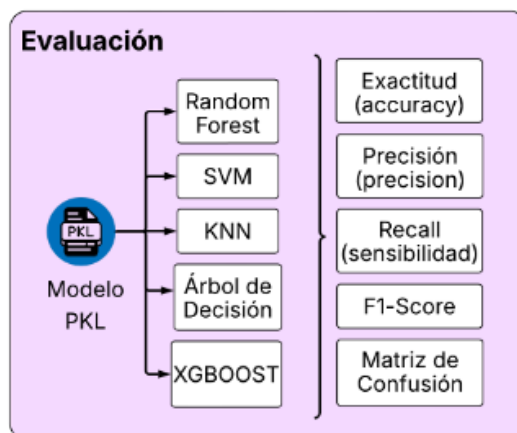 Evaluación
PKL
Modelo
PKL
Random
Forest
SVM
KNN
Árbol de
Decisión
XGBOOST
Exactitud
(accuracy)
Precisión
(precision)
Recall
(sensibilidad)
F1-Score
Matriz de
Confusión